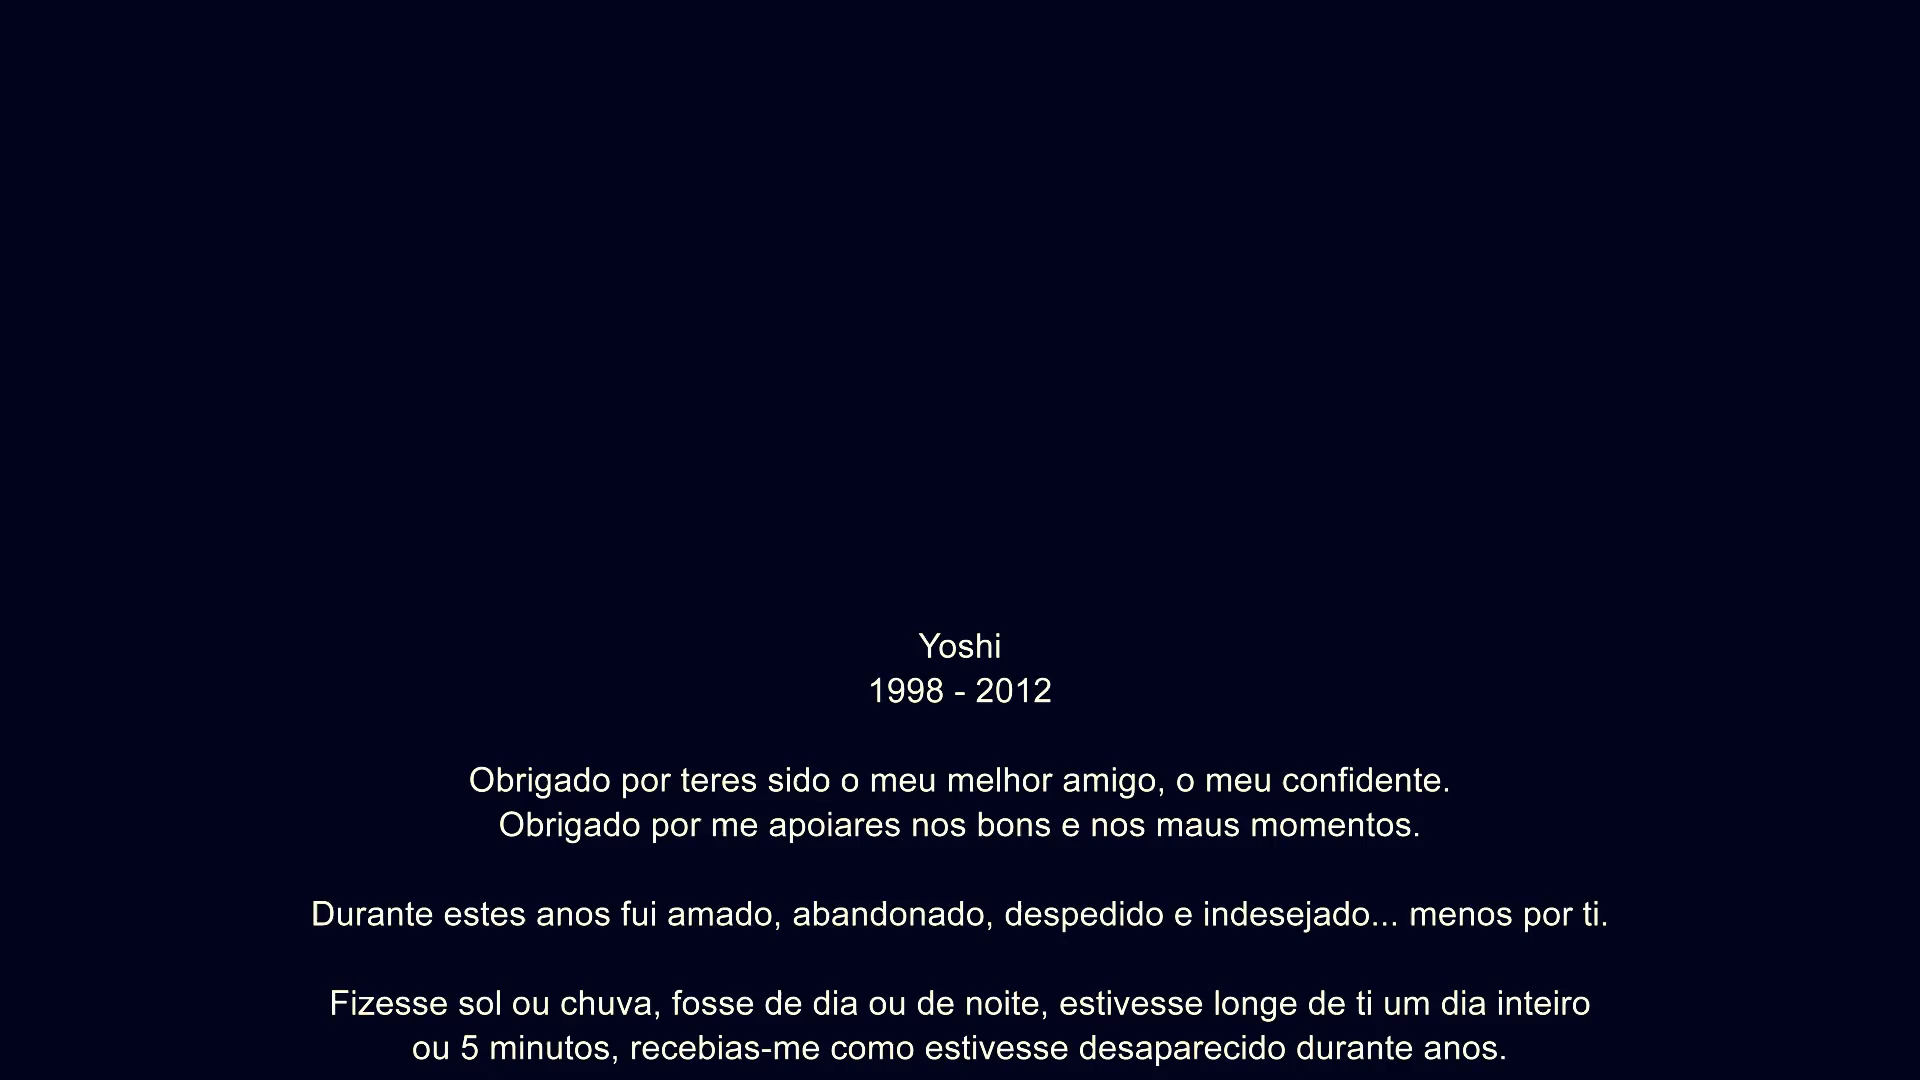 Yoshi
1998 - 2012
Obrigado por teres sido o meu melhor amigo, o meu confidente.
Obrigado por me apoiares nos bons e nos maus momentos.
Durante estes anos fui amado, abandonado, despedido e indesejado... menos por ti.
Fizesse sol ou chuva, fosse de dia ou de noite, estivesse longe de ti um dia inteiro
ou 5 minutos, recebias-me como estivesse desaparecido durante anos.